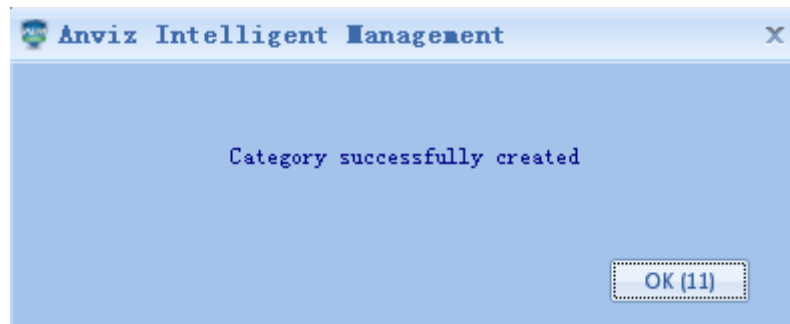 Anviz Intelligent Management
Category successfully created
OK (11)